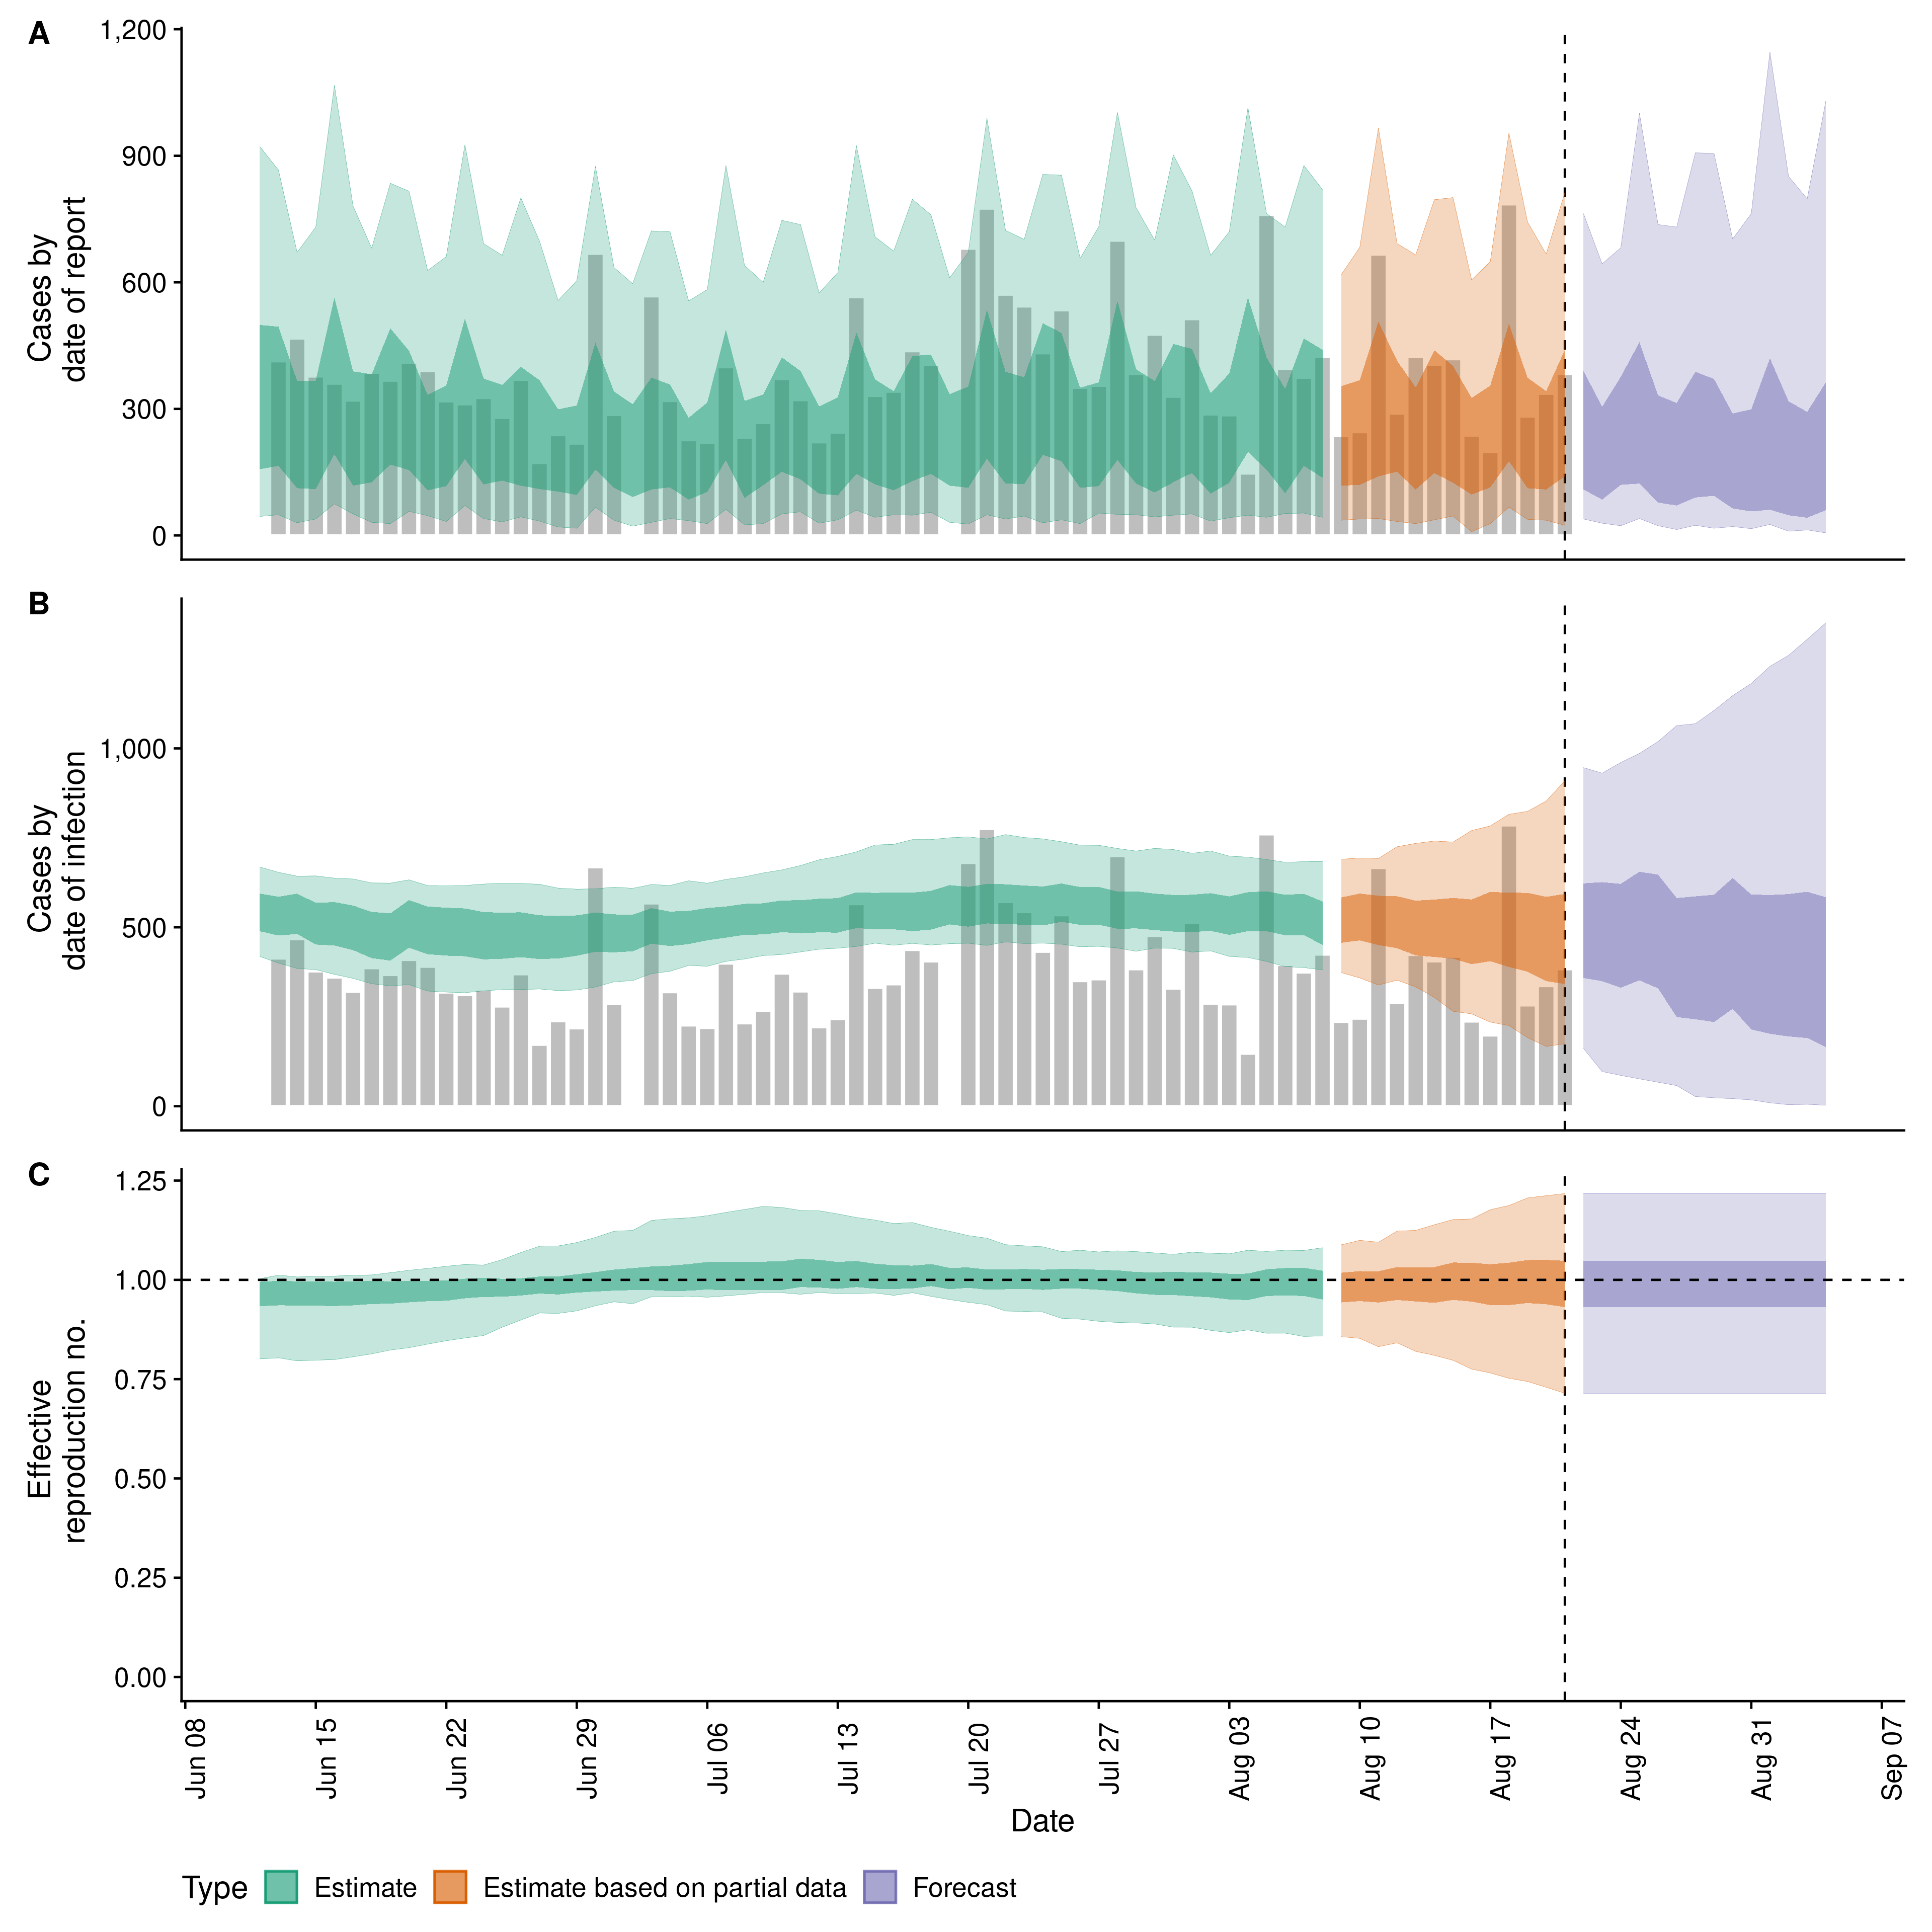 A
1,200
900
600
300
0
Cases by
date of report
B
1,000
500
0
Cases by
date of infection
C
1.25
1.00
0.75
0.50
0.25
0.00
Effective
reproduction no.
Jun 08
Jun 15
Jun 22
Jun 29
Jul 06
Jul 13
Jul 20
Jul 27
Aug 03
Aug 10
Aug 17
Aug 24
Aug 31
Sep 07
Date
Type Estimate Estimate based on partial data Forecast